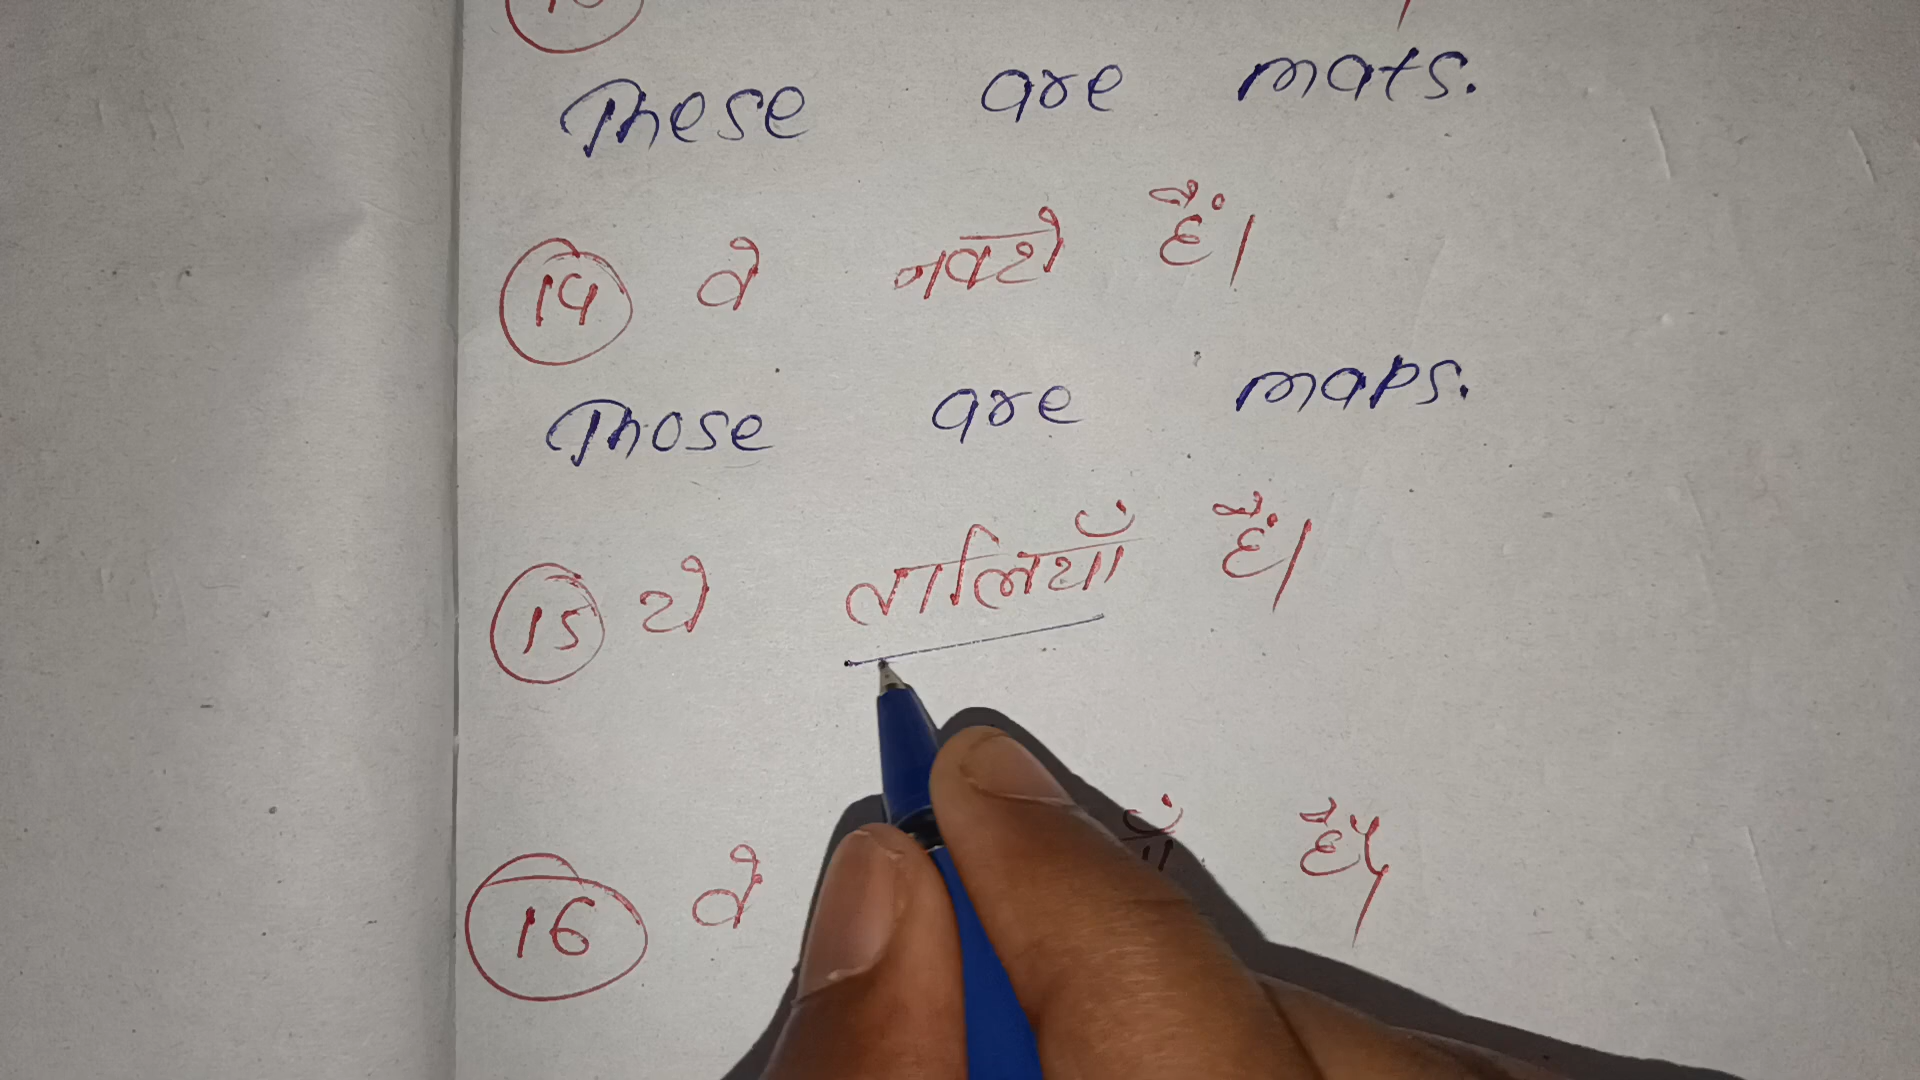 These are mats.
14 वे नक्शे हैं।
Those are maps.
15 ये तालियाँ हैं।
16 वे हैं।